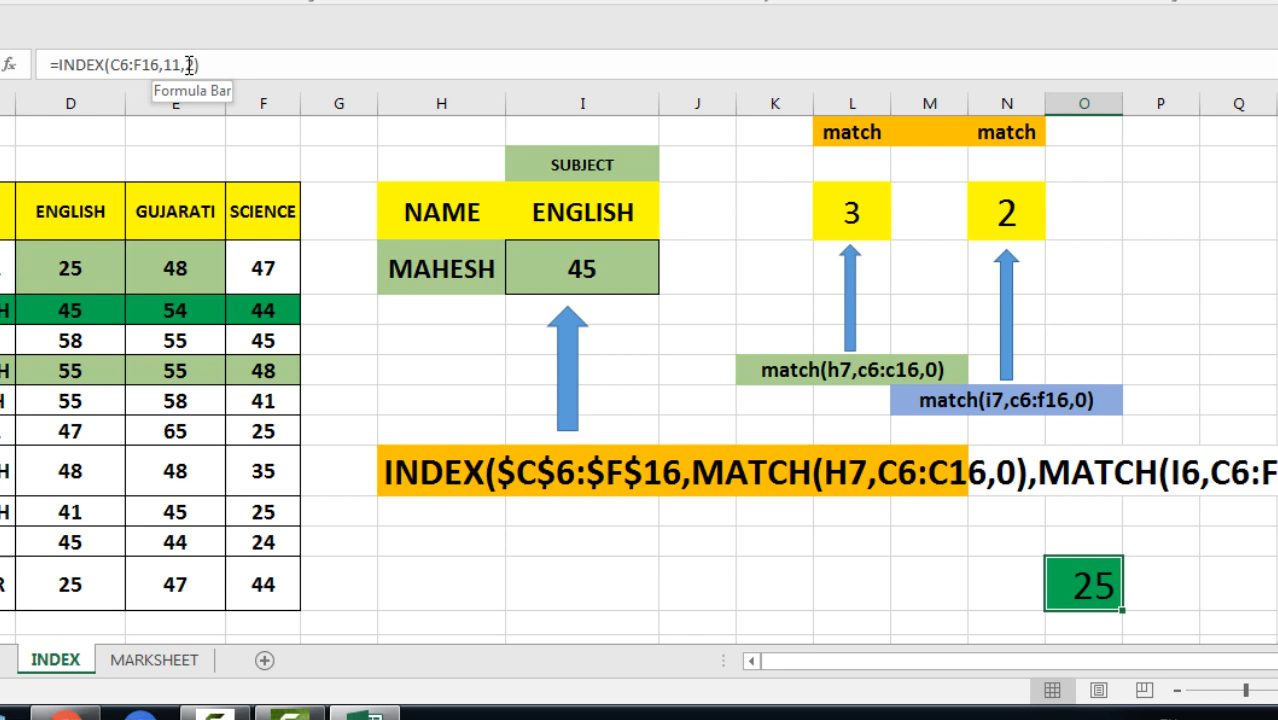 fx =INDEX(C6:F16,11,2)
Formula Bar
D E F G H I J K L M N O P Q
match match
SUBJECT
ENGLISH GUJARATI SCIENCE NAME ENGLISH 3 2
25 48 47 MAHESH 45
H 45 54 44
58 55 45
H 55 55 48 match(h7,c6:c16,0)
H 55 58 41 match(i7,c6:f16,0)
47 65 25
H 48 48 35 INDEX($C$6:$F$16,MATCH(H7,C6:C16,0),MATCH(I6,C6:F
H 41 45 25
45 44 24
R 25 47 44 25
INDEX MARKSHEET